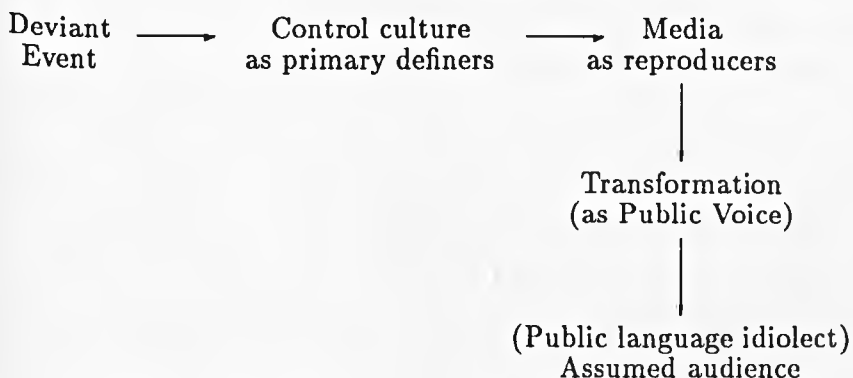 Deviant
Event
Control culture
as primary definers
Media
as reproducers
Transformation
(as Public Voice)
(Public language idiolect)
Assumed audience